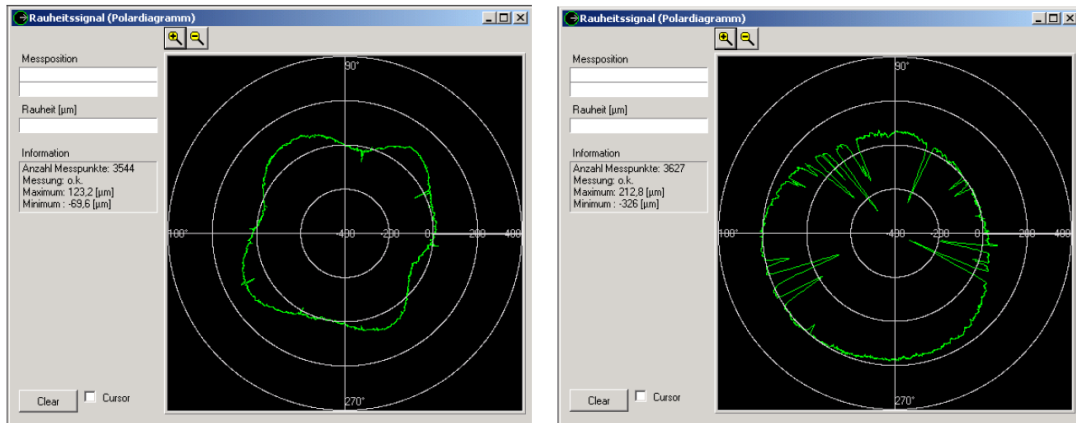 Rauheitssignal (Polardiagramm)
Messposition
Rauheit [µm]
Information
Anzahl Messpunkte: 3544
Messung: o.k.
Maximum: 123,2 [µm]
Minimum : -69,6 [µm]
Clear
Cursor
90°
100°
-400
-200
0
200
400
270°
Rauheitssignal (Polardiagramm)
Messposition
Rauheit [µm]
Information
Anzahl Messpunkte: 3627
Messung: o.k.
Maximum: 212,8 [µm]
Minimum : -326 [µm]
Clear
Cursor
90°
100°
-400
-200
0
200
400
270°